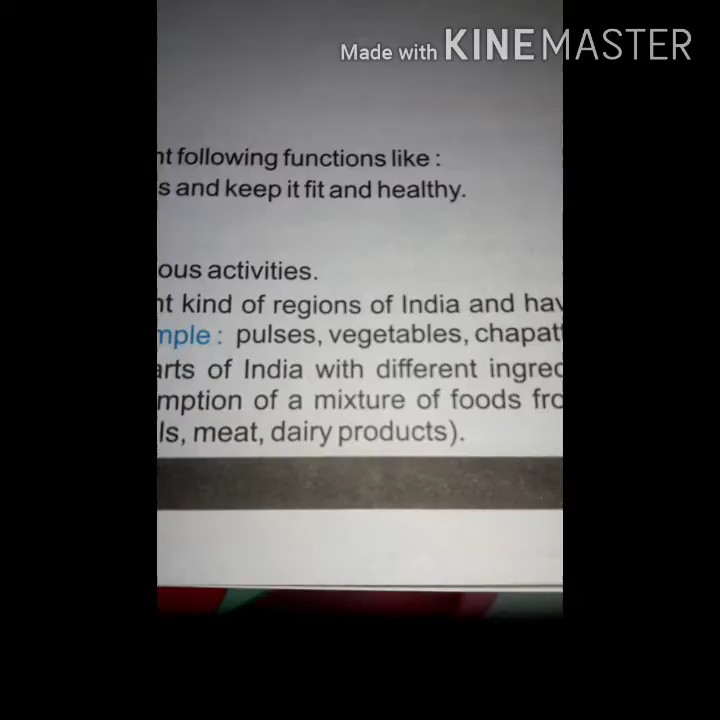 Made with KINEMASTER
nt following functions like :
s and keep it fit and healthy.
ous activities.
nt kind of regions of India and hav
mple : pulses, vegetables, chapat
arts of India with different ingred
mption of a mixture of foods fro
ls, meat, dairy products).